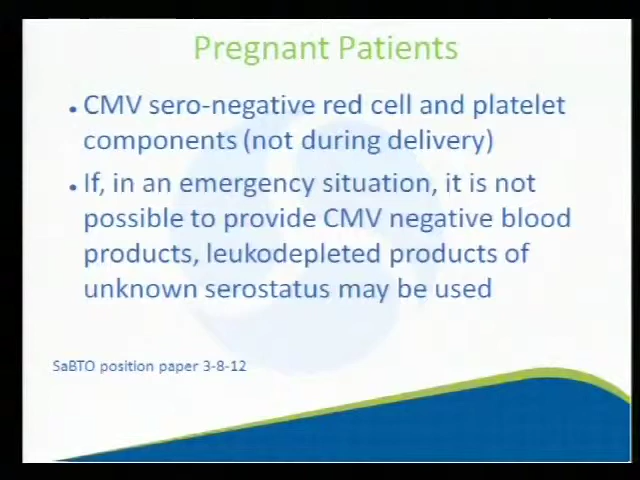 Pregnant Patients
• CMV sero-negative red cell and platelet
components (not during delivery)
• If, in an emergency situation, it is not
possible to provide CMV negative blood
products, leukodepleted products of
unknown serostatus may be used
SaBTO position paper 3-8-12